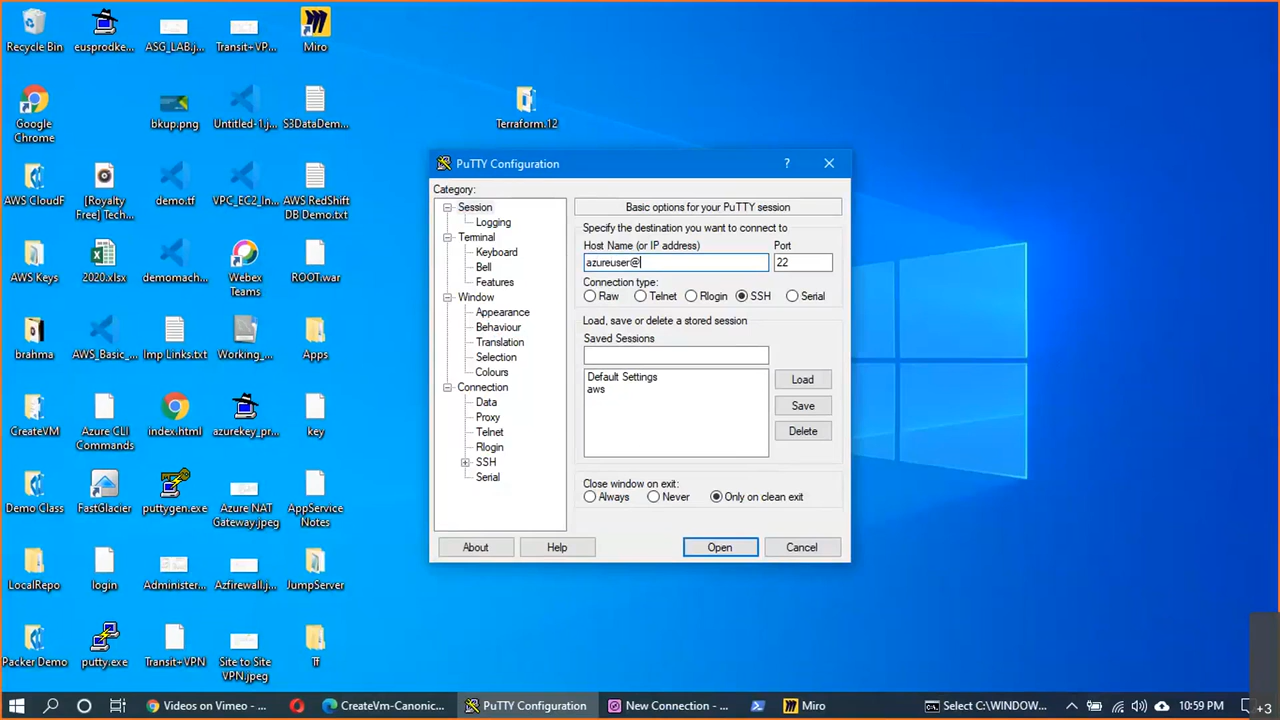 Recycle Bin
eusprodke...
ASG_LAB.j...
Transit+VP...
Miro
Google
Chrome
bkup.png
Untitled-1.j...
S3DataDem...
Terraform.12
AWS CloudF
[Royalty
Free] Tech...
demo.tf
VPC_EC2_In...
AWS RedShift
DB Demo.txt
AWS Keys
2020.xlsx
Webex
Teams
ROOT.war
brahma
AWS_Basic_...
Imp Links.txt
Working_...
Apps
CreateVM
Azure CLI
Commands
index.html
azurekey_pr...
key
Demo Class
FastGlacier
puttygen.exe
Azure NAT
Gateway.jpeg
AppService
Notes
LocalRepo
login
Administer...
Azfirewall.j...
JumpServer
Packer Demo
putty.exe
Transit+VPN
Site to Site
VPN.jpeg
Tf
PuTTY Configuration
?
Category:
Session
Logging
Terminal
Keyboard
Bell
Features
Window
Appearance
Behaviour
Translation
Selection
Colours
Connection
Data
Proxy
Telnet
Rlogin
SSH
Serial
Basic options for your PuTTY session
Specify the destination you want to connect to
Host Name (or IP address) Port
azureuser@ 22
Connection type:
Raw Telnet Rlogin SSH Serial
Load, save or delete a stored session
Saved Sessions
Default Settings
aws
Load
Save
Delete
Close window on exit:
Always Never Only on clean exit
About Help Open Cancel
Videos on Vimeo - ... CreateVm-Canonic... PuTTY Configuration New Connection - ... Miro Select C:\WINDOW... 10:59 PM +3